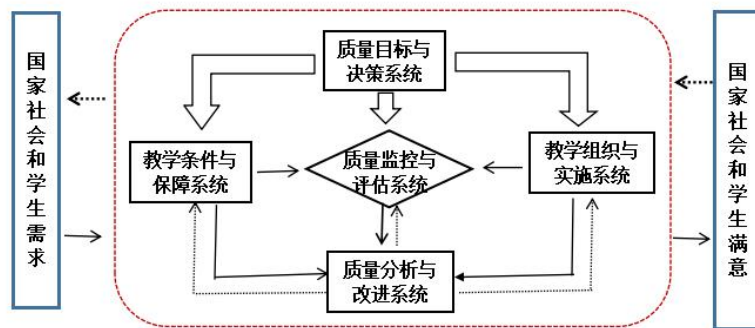 国家社会和学生需求
质量目标与
决策系统
教学条件与
保障系统
质量监控与
评估系统
教学组织与
实施系统
质量分析与
改进系统
国家社会和学生满意